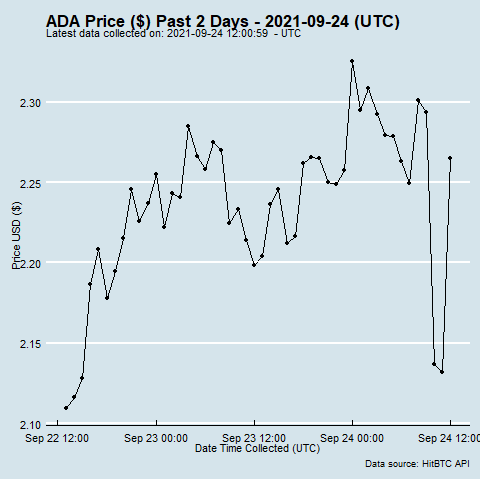 ADA Price ($) Past 2 Days - 2021-09-24 (UTC)
Latest data collected on: 2021-09-24 12:00:59 - UTC
Price USD ($)
2.30
2.25
2.20
2.15
2.10
Sep 22 12:00 Sep 23 00:00 Sep 23 12:00 Sep 24 00:00 Sep 24 12:00
Date Time Collected (UTC)
Data source: HitBTC API